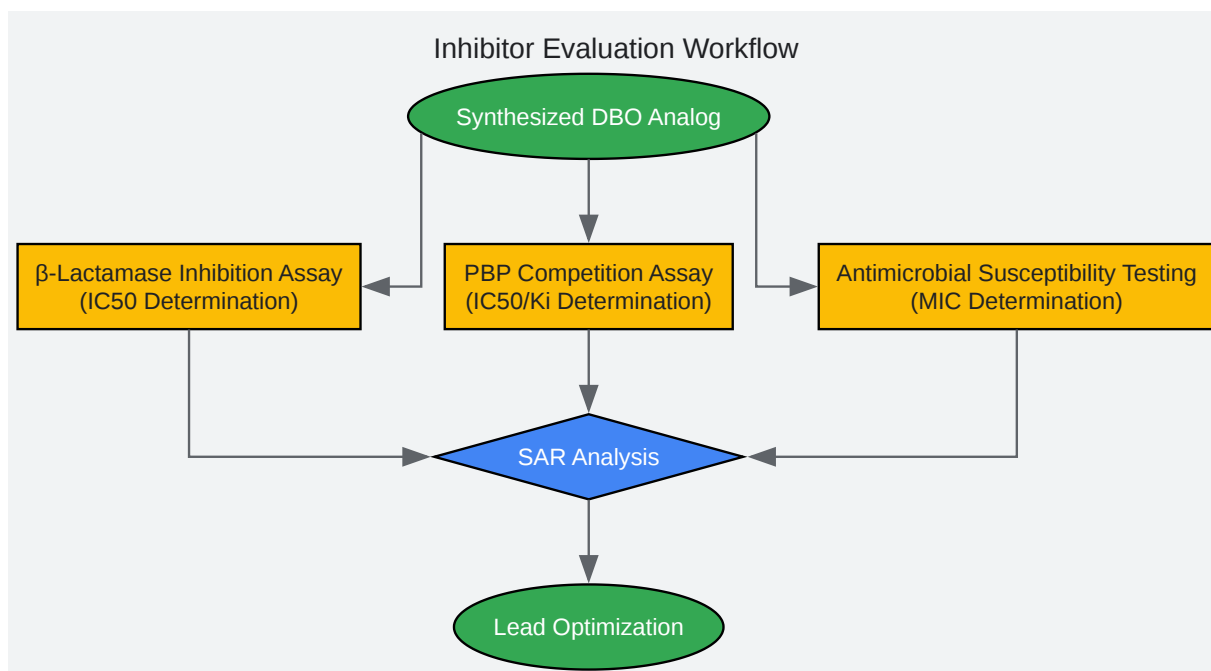 Inhibitor Evaluation Workflow
Synthesized DBO Analog
β-Lactamase Inhibition Assay
(IC50 Determination)
PBP Competition Assay
(IC50/Ki Determination)
Antimicrobial Susceptibility Testing
(MIC Determination)
SAR Analysis
Lead Optimization